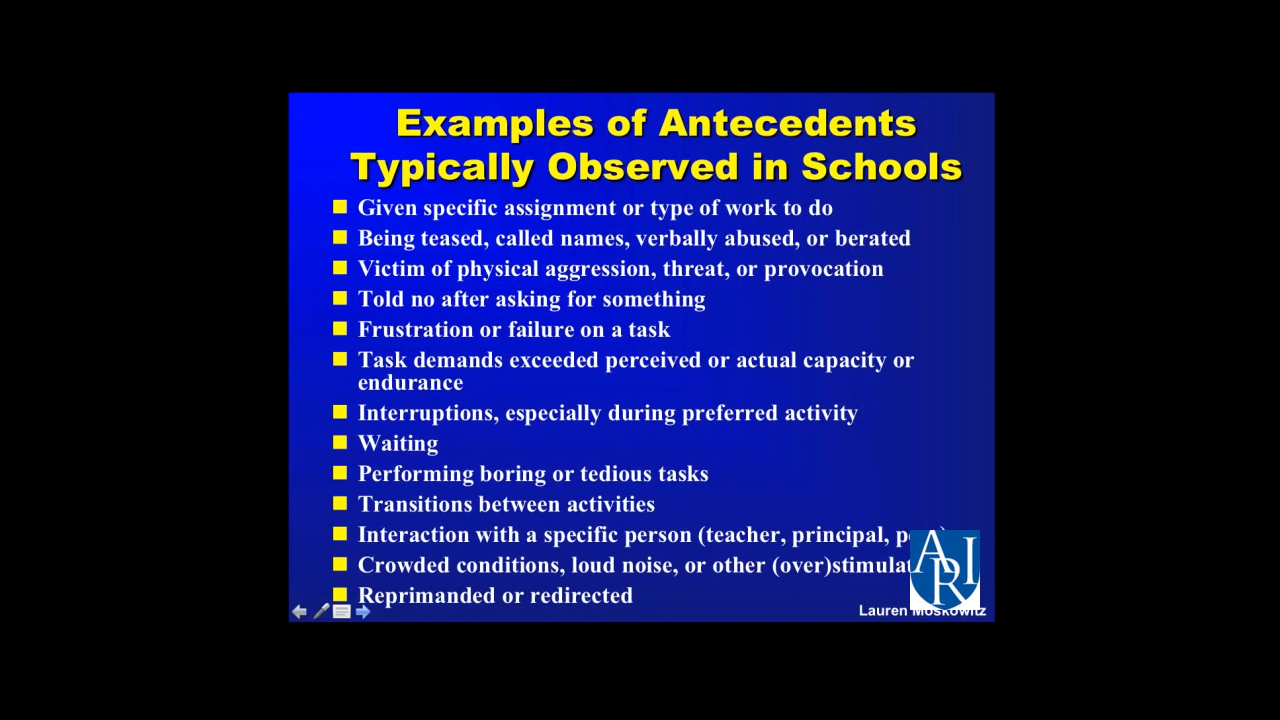 Examples of Antecedents
Typically Observed in Schools
Given specific assignment or type of work to do
Being teased, called names, verbally abused, or berated
Victim of physical aggression, threat, or provocation
Told no after asking for something
Frustration or failure on a task
Task demands exceeded perceived or actual capacity or
endurance
Interruptions, especially during preferred activity
Waiting
Performing boring or tedious tasks
Transitions between activities
Interaction with a specific person (teacher, principal,
Crowded conditions, loud noise, or other
Reprimanded or redirected
ARI
Lauren Moskowitz